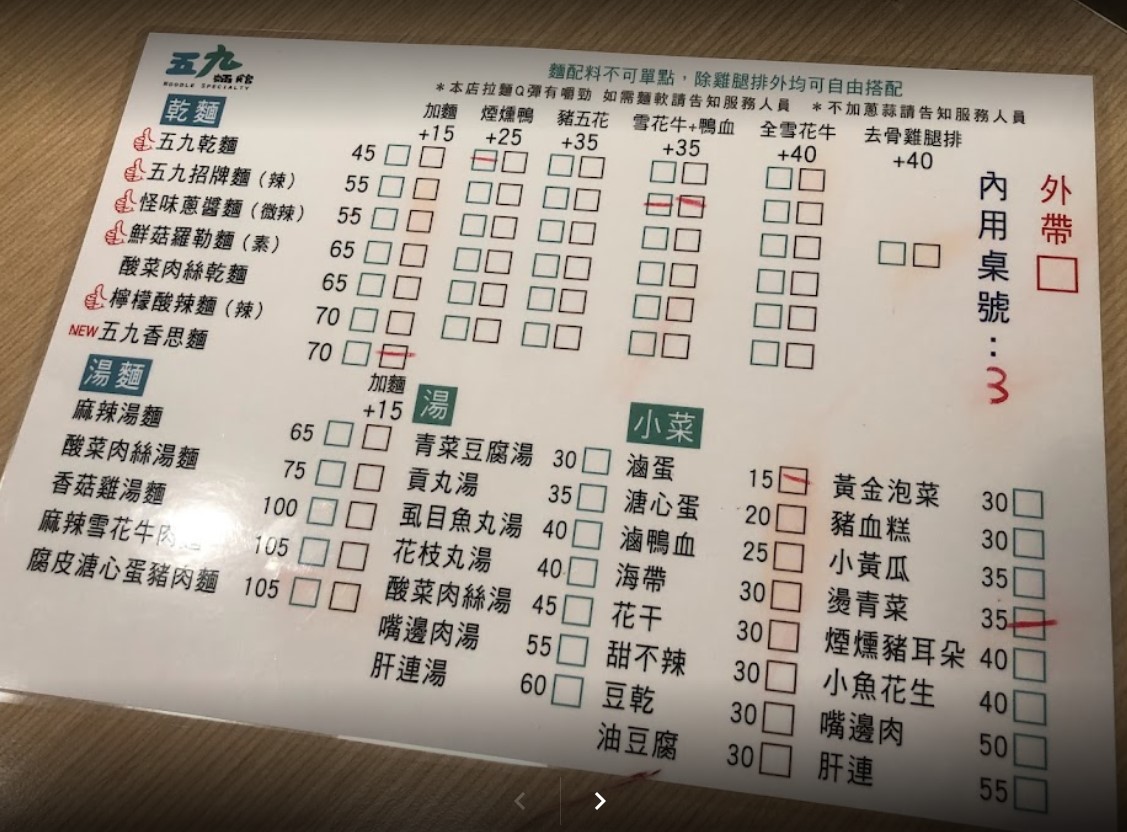 五九 麵館
NOODLE SPECIALTY
麵配料不可單點，除雞腿排外均可自由搭配
＊本店拉麵Q彈有嚼勁 如需麵軟請告知服務人員 ＊不加蔥蒜請告知服務人員
乾麵 加麵 煙燻鴨 豬五花 雪花牛+鴨血 全雪花牛 去骨雞腿排
+15 +25 +35 +35 +40 +40
五九乾麵 45
五九招牌麵（辣） 55
怪味蔥醬麵（微辣） 55
鮮菇羅勒麵（素） 65
酸菜肉絲乾麵 65
檸檬酸辣麵（辣） 70
NEW 五九香思麵 70
外帶
內用桌號：3
湯麵 加麵
+15
麻辣湯麵 65
酸菜肉絲湯麵 75
香菇雞湯麵 100
麻辣雪花牛肉 105
腐皮溏心蛋豬肉麵 105
湯
青菜豆腐湯 30
貢丸湯 35
虱目魚丸湯 40
花枝丸湯 40
酸菜肉絲湯 45
嘴邊肉湯 55
肝連湯 60
小菜
滷蛋 15
溏心蛋 20
滷鴨血 25
海帶 30
花干 30
甜不辣 30
豆乾 30
油豆腐 30
黃金泡菜 30
豬血糕 30
小黃瓜 35
燙青菜 35
煙燻豬耳朵 40
小魚花生 40
嘴邊肉 50
肝連 55